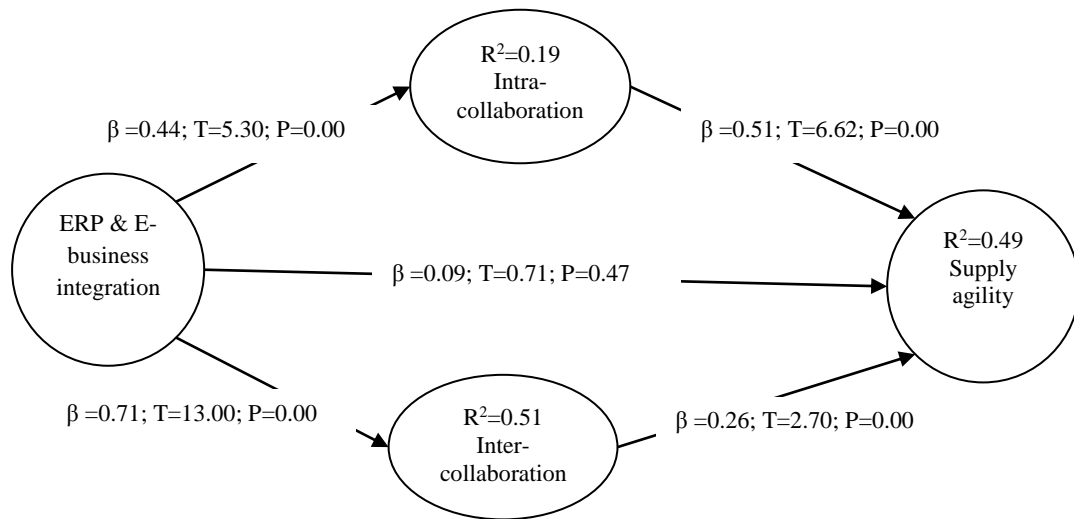 R²=0.19
Intra-
collaboration
β =0.44; T=5.30; P=0.00
β =0.51; T=6.62; P=0.00
ERP & E-
business
integration
β =0.09; T=0.71; P=0.47
R²=0.49
Supply
agility
β =0.71; T=13.00; P=0.00
R²=0.51
Inter-
collaboration
β =0.26; T=2.70; P=0.00